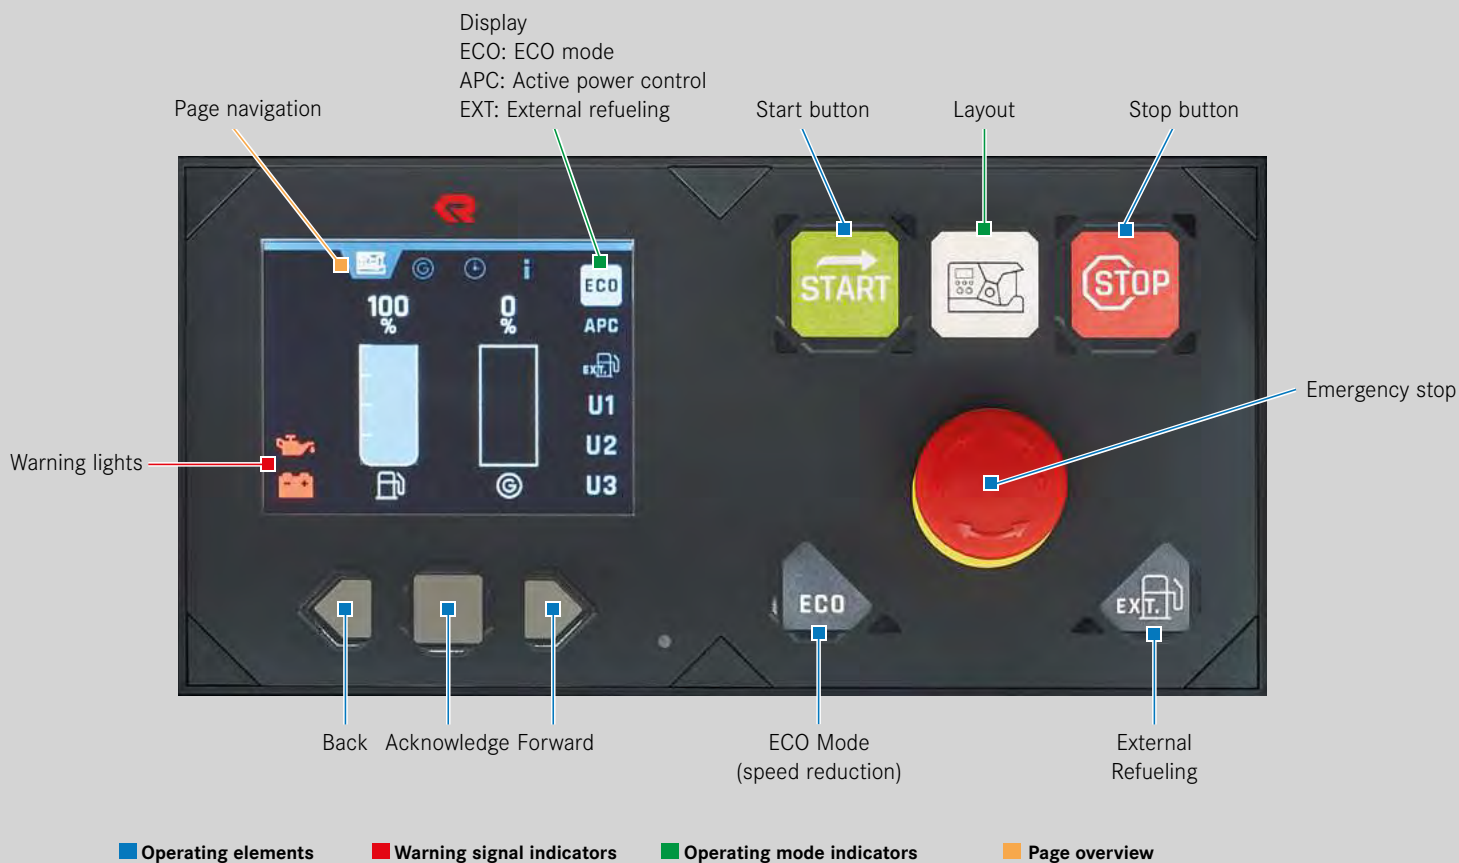 Display
ECO: ECO mode
APC: Active power control
EXT: External refueling
Page navigation
Start button
Layout
Stop button
ECO
100
%
0
%
APC
EXT.
U1
U2
U3
G
G
START
STOP
Emergency stop
Warning lights
ECO
EXT.
Back
Acknowledge
Forward
ECO Mode
(speed reduction)
External
Refueling
Operating elements
Warning signal indicators
Operating mode indicators
Page overview